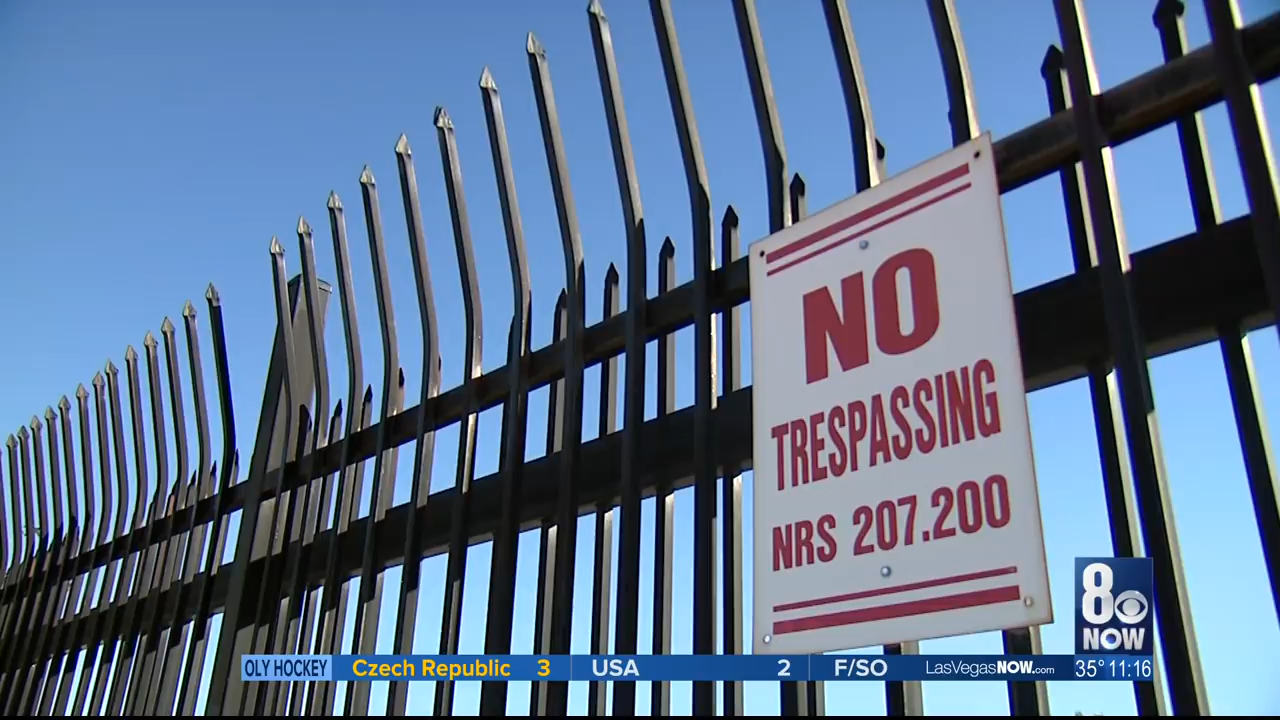 NO
TRESPASSING
NRS 207.200
8
NOW
OLY HOCKEY Czech Republic 3 USA 2 F/SO LasVegasNOW.com 35° 11:16